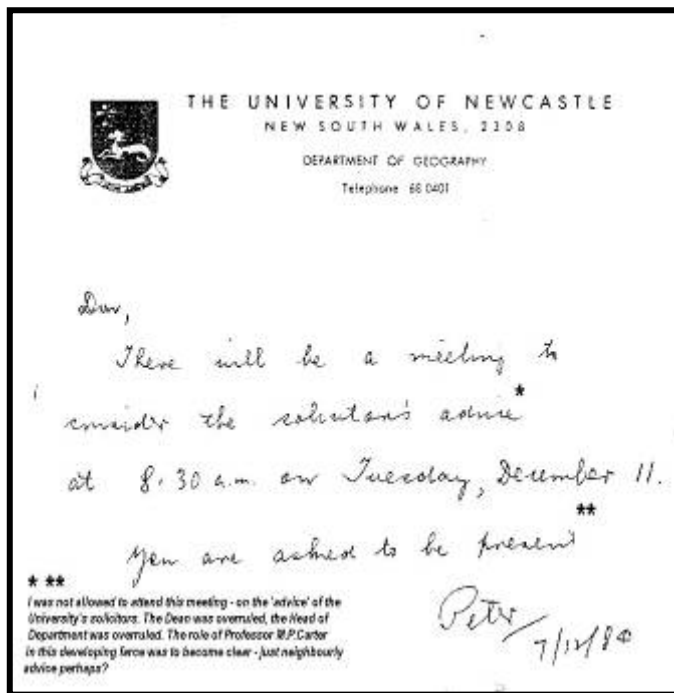 THE UNIVERSITY OF NEWCASTLE
NEW SOUTH WALES, 2308
DEPARTMENT OF GEOGRAPHY
Telephone 68 0401
There will be a meeting to
consider the solicitor's advice *
at 8.30 a.m. on Tuesday, December 11.
**
You are asked to be present
* **
I was not allowed to attend this meeting - on the 'advice' of the
University's solicitors. The Dean was overruled, the Head of
Department was overruled. The role of Professor M.P.Carter
in this developing farce was to become clear - just neighbourly
advice perhaps?
Peter
7/12/84